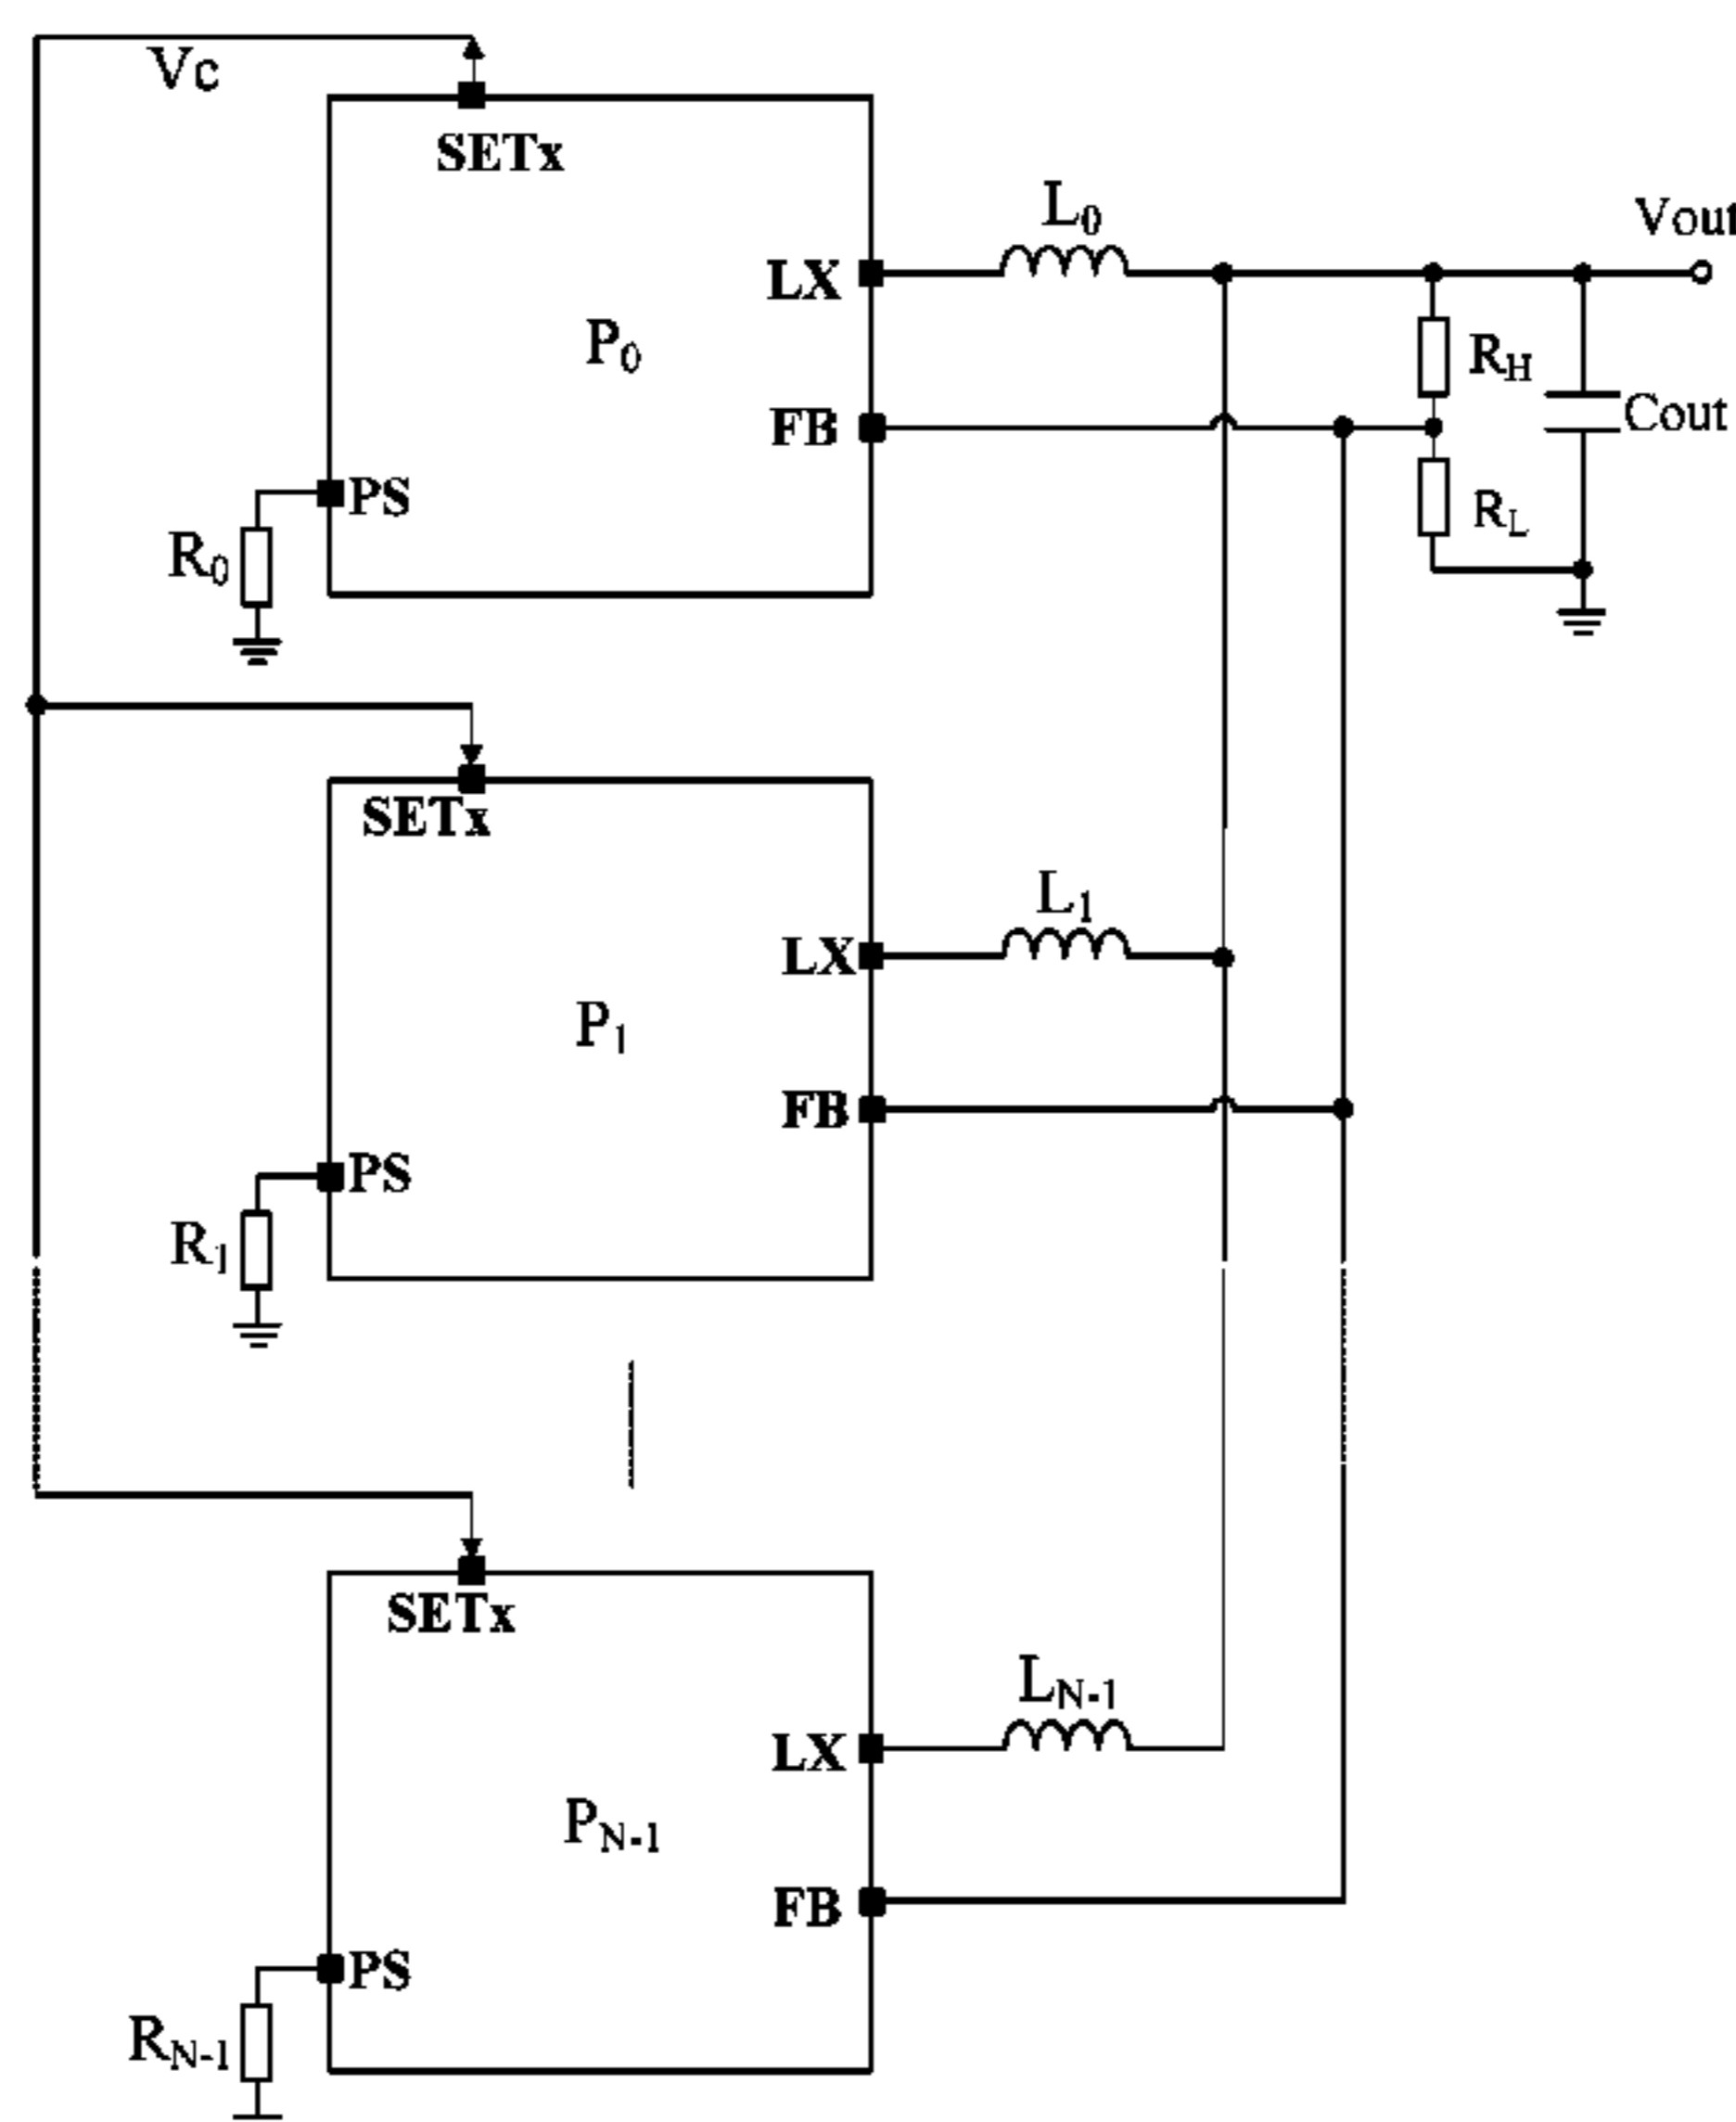 Vc
SETx
L0
Vout
LX
P0
RH
FB
Cout
PS
RL
R0
SETx
L1
LX
P1
FB
PS
R1
SETx
LN-1
LX
PN-1
FB
PS
RN-1